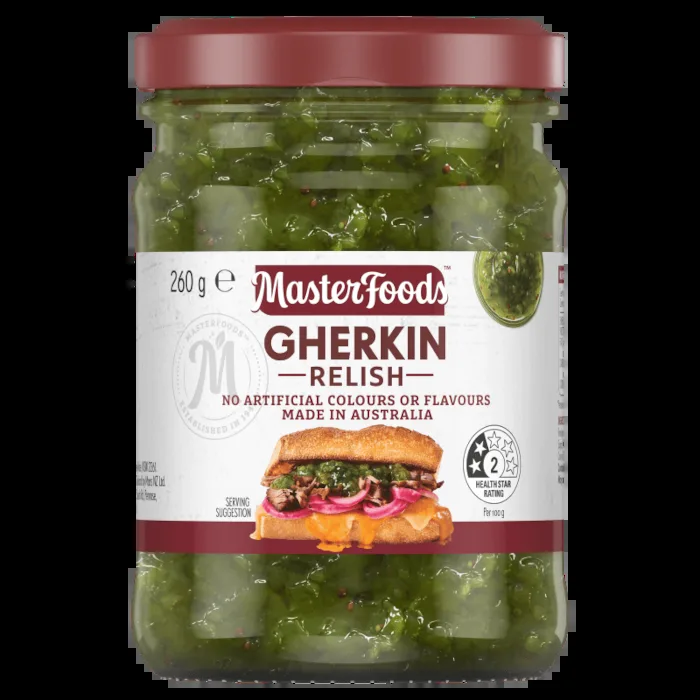 260 g ℮
MasterFoods™
GHERKIN
RELISH
NO ARTIFICIAL COLOURS OR FLAVOURS
MADE IN AUSTRALIA
MASTERFOODS
M
SERVING
SUGGESTION
2
HEALTH STAR
RATING
Per 100 g